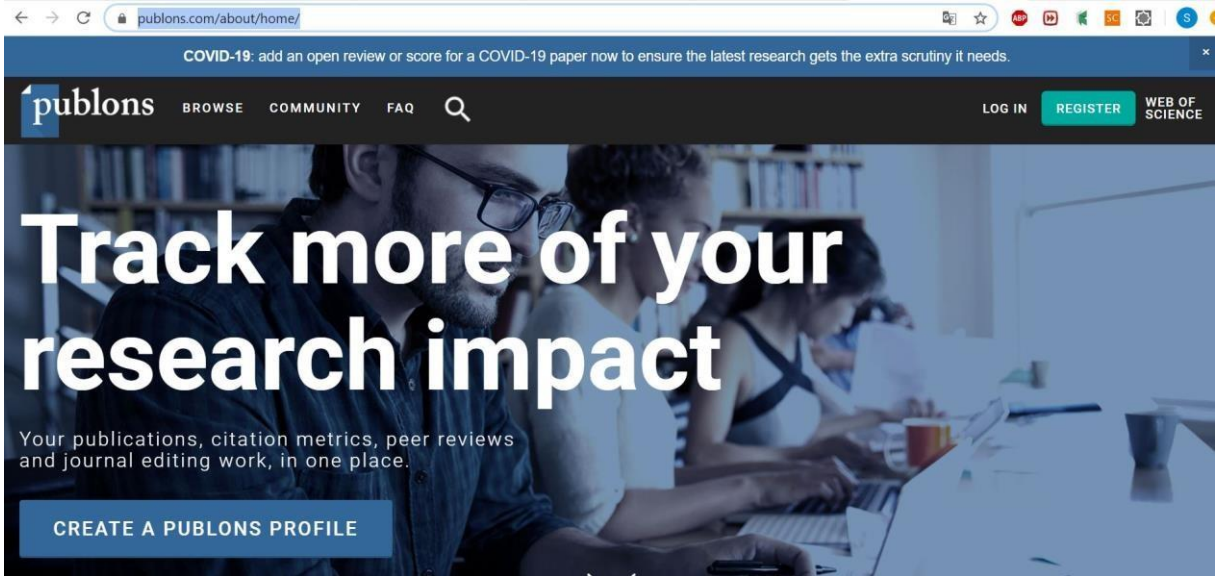 publons.com/about/home/
ABP
SC
S
COVID-19: add an open review or score for a COVID-19 paper now to ensure the latest research gets the extra scrutiny it needs.
×
publons BROWSE COMMUNITY FAQ LOG IN REGISTER WEB OF
SCIENCE
Track more of your
research impact
Your publications, citation metrics, peer reviews
and journal editing work, in one place.
CREATE A PUBLONS PROFILE